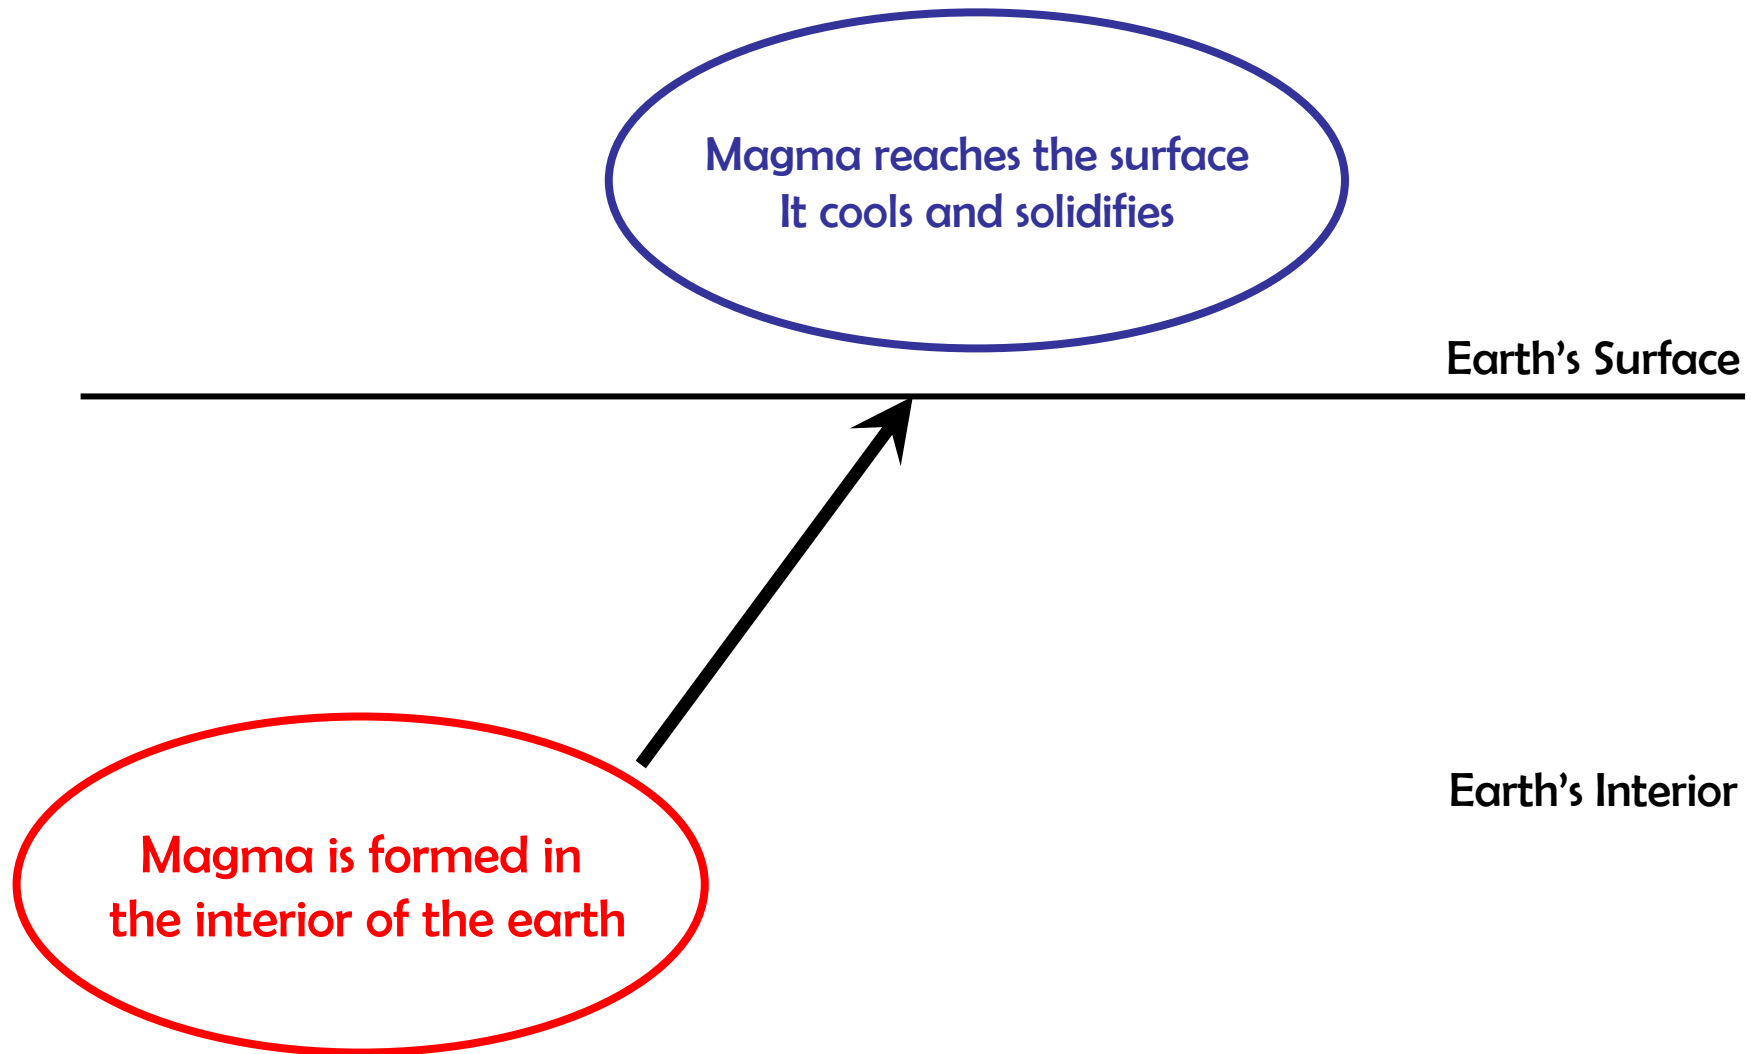 Magma reaches the surface
It cools and solidifies
Earth’s Surface
Earth’s Interior
Magma is formed in
the interior of the earth